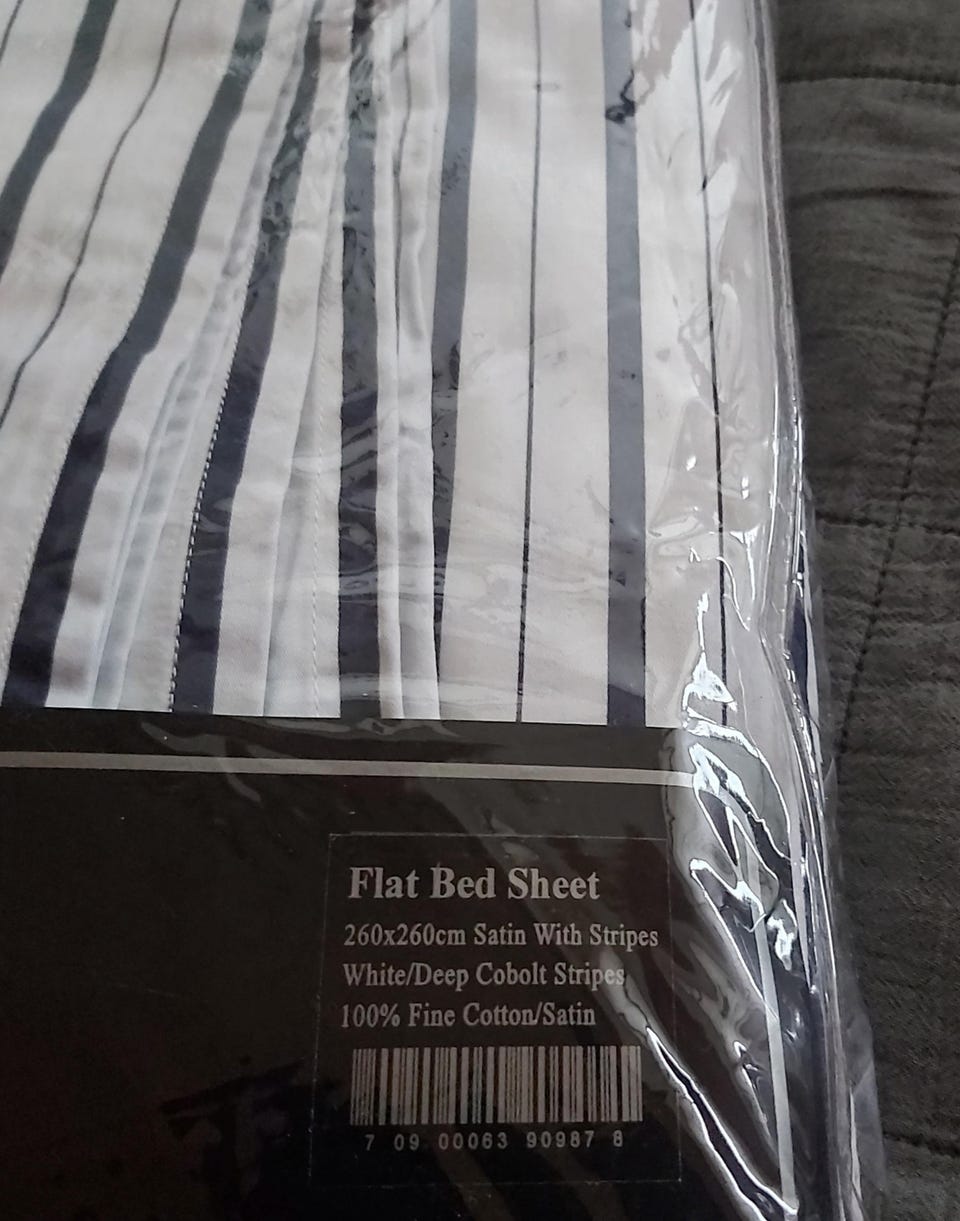 Flat Bed Sheet
260x260cm Satin With Stripes
White/Deep Cobolt Stripes
100% Fine Cotton/Satin
7 09 00063 90987 8